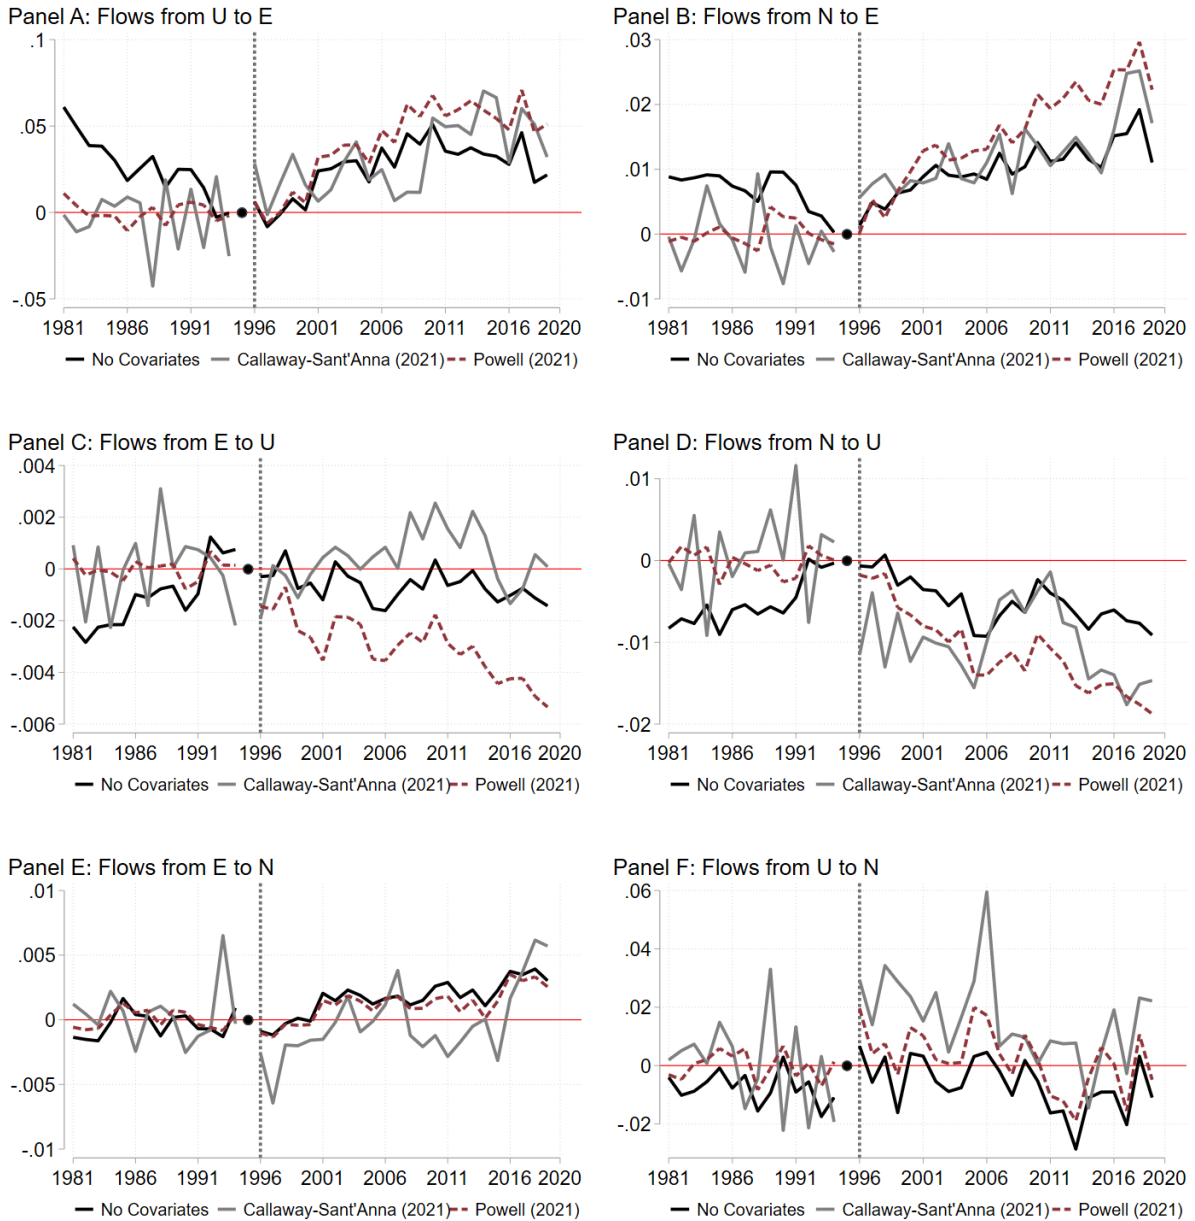 Panel A: Flows from U to E
.1
.05
0
-.05
1981 1986 1991 1996 2001 2006 2011 2016 2020
No Covariates Callaway-Sant'Anna (2021) Powell (2021)
Panel B: Flows from N to E
.03
.02
.01
0
-.01
1981 1986 1991 1996 2001 2006 2011 2016 2020
No Covariates Callaway-Sant'Anna (2021) Powell (2021)
Panel C: Flows from E to U
.004
.002
0
-.002
-.004
-.006
1981 1986 1991 1996 2001 2006 2011 2016 2020
No Covariates Callaway-Sant'Anna (2021) Powell (2021)
Panel D: Flows from N to U
.01
0
-.01
-.02
1981 1986 1991 1996 2001 2006 2011 2016 2020
No Covariates Callaway-Sant'Anna (2021) Powell (2021)
Panel E: Flows from E to N
.01
.005
0
-.005
-.01
1981 1986 1991 1996 2001 2006 2011 2016 2020
No Covariates Callaway-Sant'Anna (2021) Powell (2021)
Panel F: Flows from U to N
.06
.04
.02
0
-.02
1981 1986 1991 1996 2001 2006 2011 2016 2020
No Covariates Callaway-Sant'Anna (2021) Powell (2021)